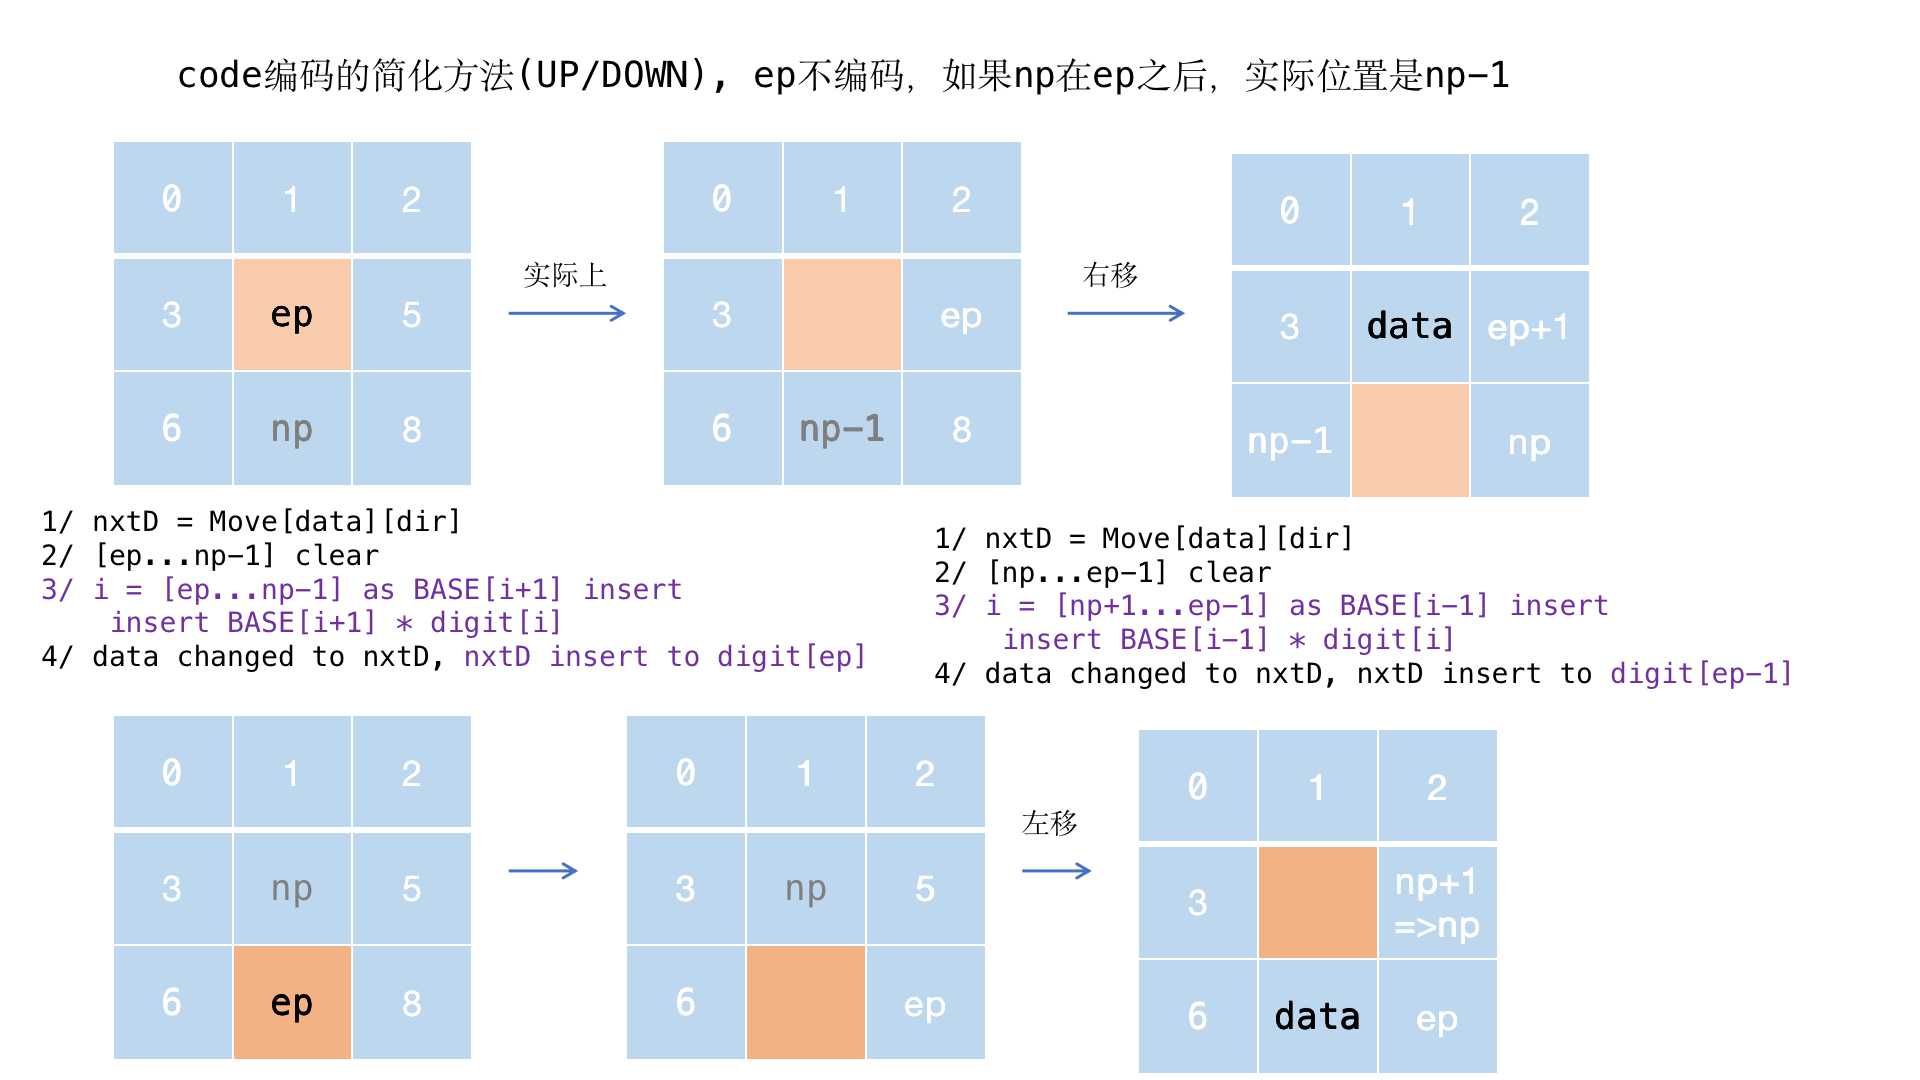 code编码的简化方法(UP/DOWN), ep不编码, 如果np在ep之后, 实际位置是np-1
0 1 2
3 ep 5
6 np 8
实际上
0 1 2
3 ep
6 np-1 8
右移
0 1 2
3 data ep+1
np-1 np
1/ nxtD = Move[data][dir]
2/ [ep...np-1] clear
3/ i = [ep...np-1] as BASE[i+1] insert
insert BASE[i+1] * digit[i]
4/ data changed to nxtD, nxtD insert to digit[ep]
1/ nxtD = Move[data][dir]
2/ [np...ep-1] clear
3/ i = [np+1...ep-1] as BASE[i-1] insert
insert BASE[i-1] * digit[i]
4/ data changed to nxtD, nxtD insert to digit[ep-1]
0 1 2
3 np 5
6 ep 8
0 1 2
3 np 5
6 ep
左移
0 1 2
3 np+1
=>np
6 data ep